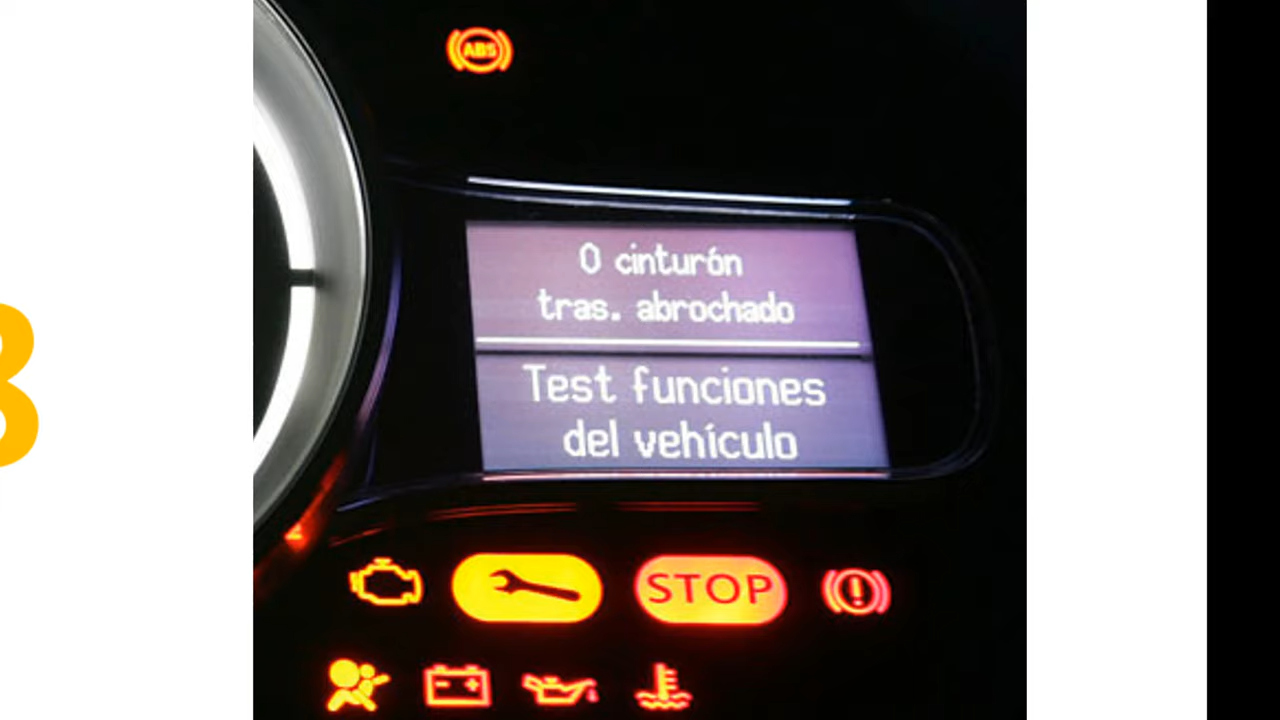 ABS
0 cinturón
tras. abrochado
Test funciones
del vehículo
STOP